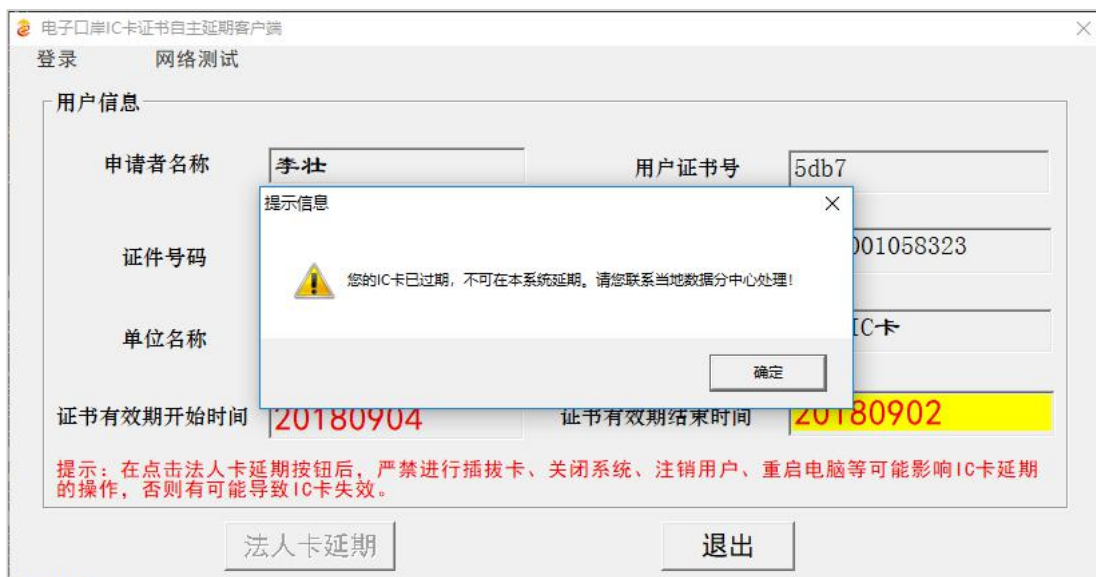 电子口岸IC卡证书自主延期客户端
登录 网络测试
用户信息
申请者名称 李壮 用户证书号 5db7
提示信息
证件号码 001058323
您的IC卡已过期，不可在本系统延期。请您联系当地数据分中心处理！
单位名称 IC卡
确定
证书有效期开始时间 20180904 证书有效期结束时间 20180902
提示：在点击法人卡延期按钮后，严禁进行插拔卡、关闭系统、注销用户、重启电脑等可能影响IC卡延期
的操作，否则有可能导致IC卡失效。
法人卡延期 退出